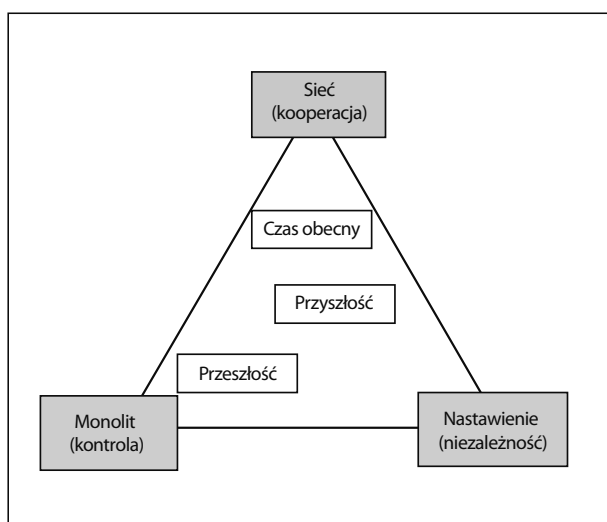 Sieć
(kooperacja)
Czas obecny
Przyszłość
Przeszłość
Monolit
(kontrola)
Nastawienie
(niezależność)